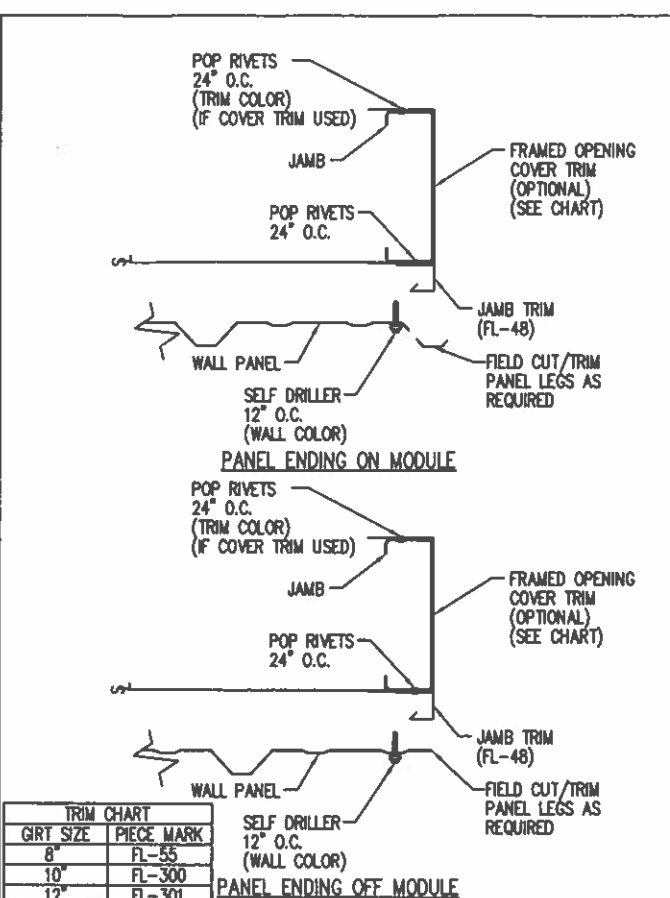 POP RIVETS
24" O.C.
(TRIM COLOR)
(IF COVER TRIM USED)
JAMB
FRAMED OPENING
COVER TRIM
(OPTIONAL)
(SEE CHART)
POP RIVETS
24" O.C.
JAMB TRIM
(FL-48)
WALL PANEL
FIELD CUT/TRIM
PANEL LEGS AS
REQUIRED
SELF DRILLER
12" O.C.
(WALL COLOR)
PANEL ENDING ON MODULE
POP RIVETS
24" O.C.
(TRIM COLOR)
(IF COVER TRIM USED)
JAMB
FRAMED OPENING
COVER TRIM
(OPTIONAL)
(SEE CHART)
POP RIVETS
24" O.C.
JAMB TRIM
(FL-48)
WALL PANEL
FIELD CUT/TRIM
PANEL LEGS AS
REQUIRED
SELF DRILLER
12" O.C.
(WALL COLOR)
PANEL ENDING OFF MODULE
TRIM CHART
GIRT SIZE PIECE MARK
8" FL-55
10" FL-300
12" FL-301